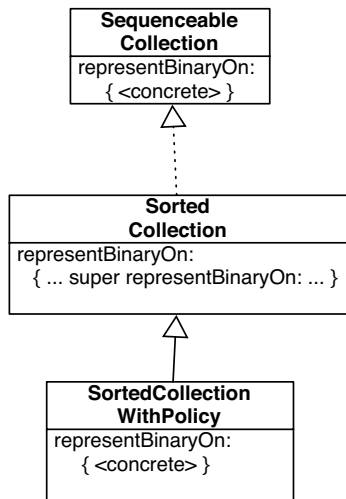 Sequenceable
Collection
representBinaryOn:
{ <concrete> }
Sorted
Collection
representBinaryOn:
{ ... super representBinaryOn: ... }
SortedCollection
WithPolicy
representBinaryOn:
{ <concrete> }